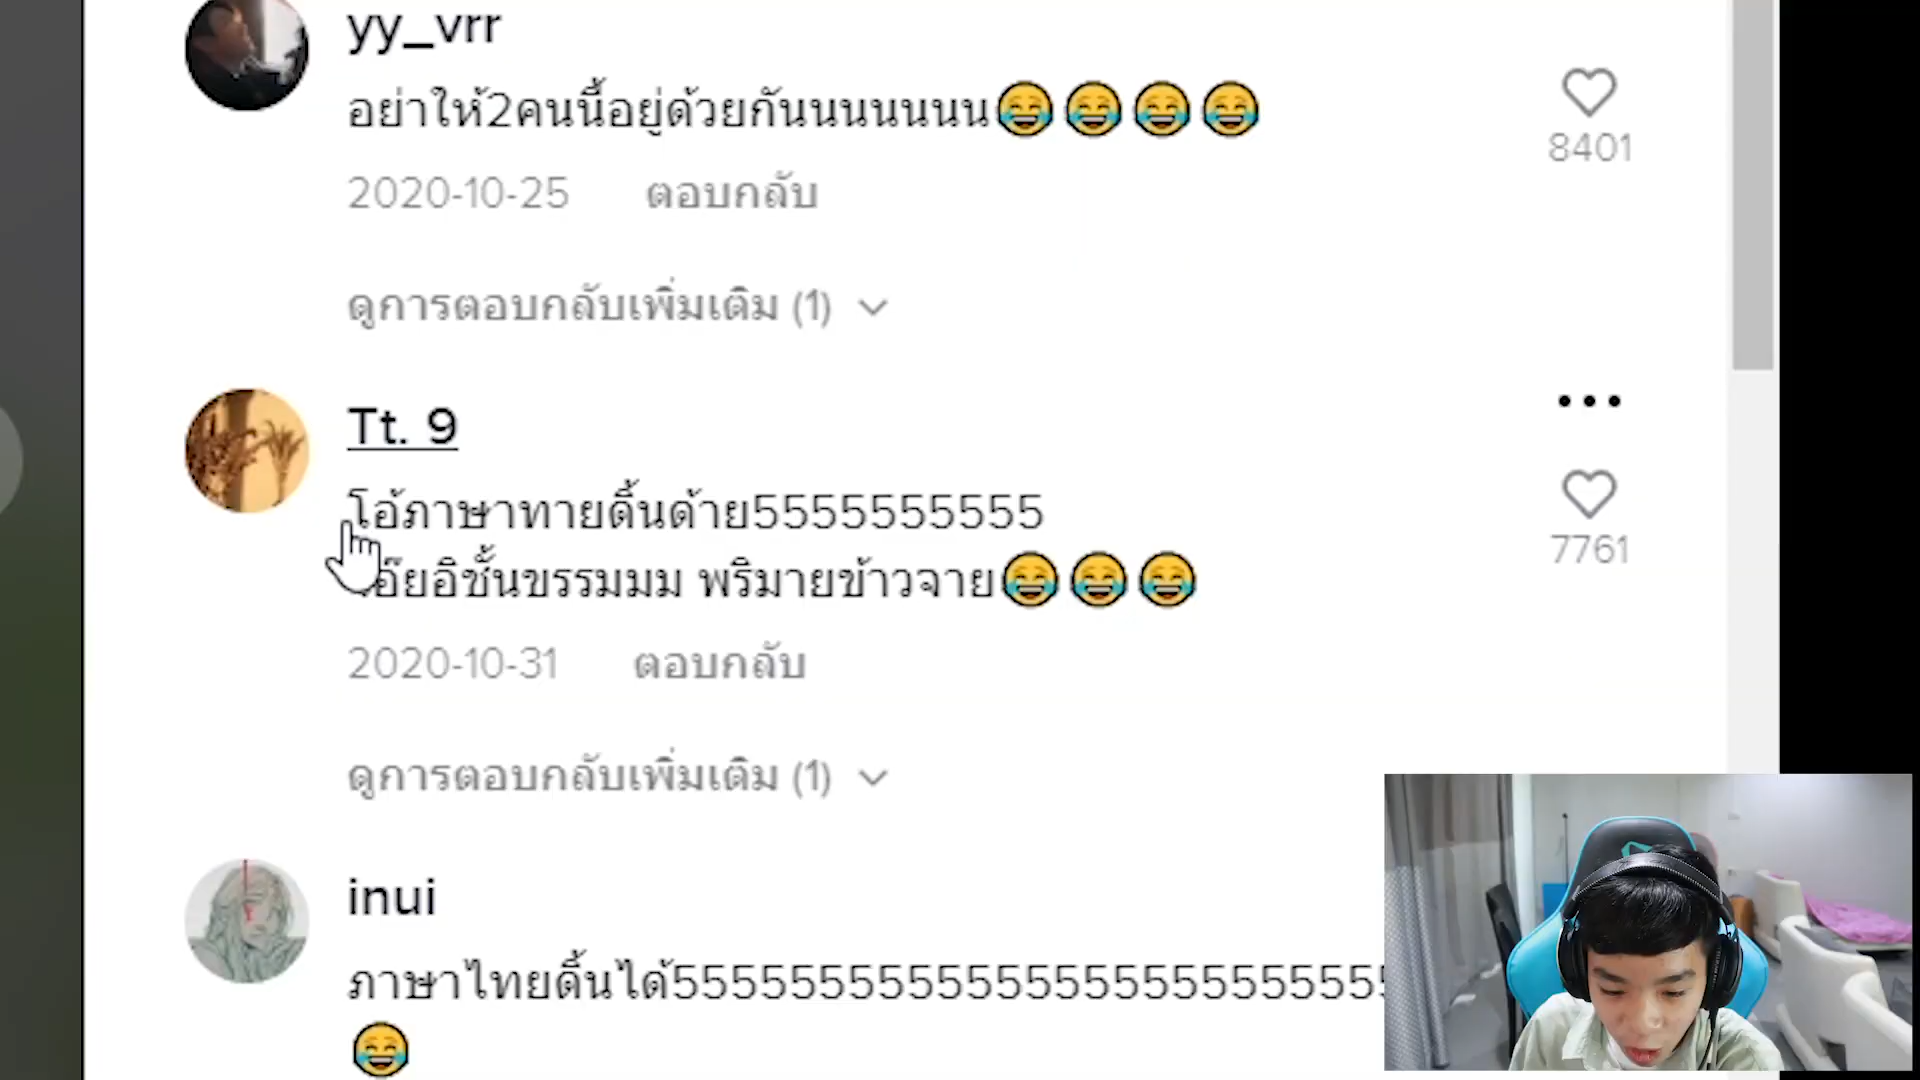 yy_vrr
อย่าให้2คนนี้อยู่ด้วยกันนนนนนน😂😂😂😂
8401
2020-10-25 ตอบกลับ
ดูการตอบกลับเพิ่มเติม (1)
Tt. 9
โอ้ภาษาทายดิ้นด้าย5555555555
อิชั้นขรรมมม พริมายข้าวจาย😂😂😂
7761
2020-10-31 ตอบกลับ
ดูการตอบกลับเพิ่มเติม (1)
inui
ภาษาไทยดิ้นได้5555555555555555555555555
😂